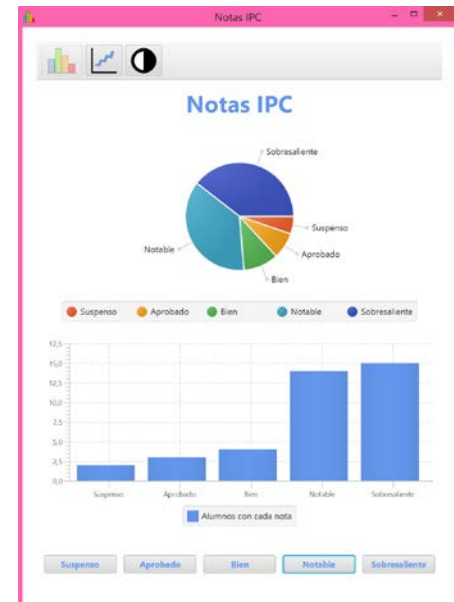 Notas IPC
Notas IPC
Sobresaliente
Suspenso
Notable
Aprobado
Bien
Suspenso Aprobado Bien Notable Sobresaliente
17,5
15,0
12,5
10,0
7,5
5,0
2,5
0,0
Suspenso Aprobado Bien Notable Sobresaliente
Alumnos con cada nota
Suspenso Aprobado Bien Notable Sobresaliente